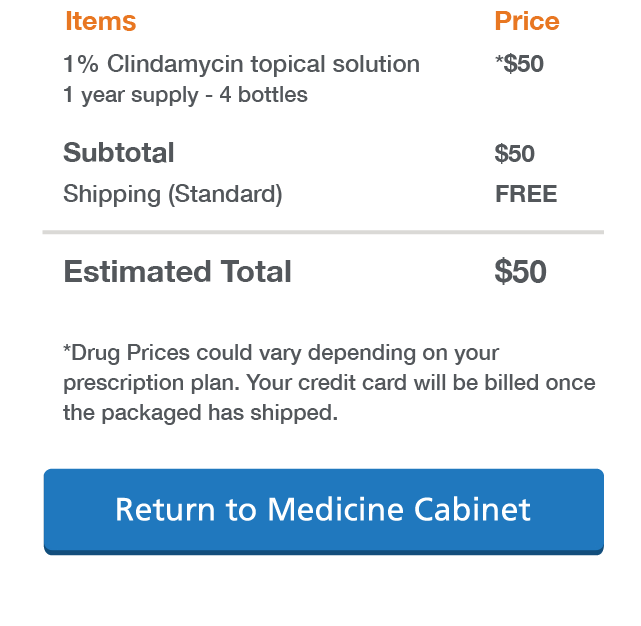 Items Price
1% Clindamycin topical solution *$50
1 year supply - 4 bottles
Subtotal $50
Shipping (Standard) FREE
Estimated Total $50
*Drug Prices could vary depending on your
prescription plan. Your credit card will be billed once
the packaged has shipped.
Return to Medicine Cabinet